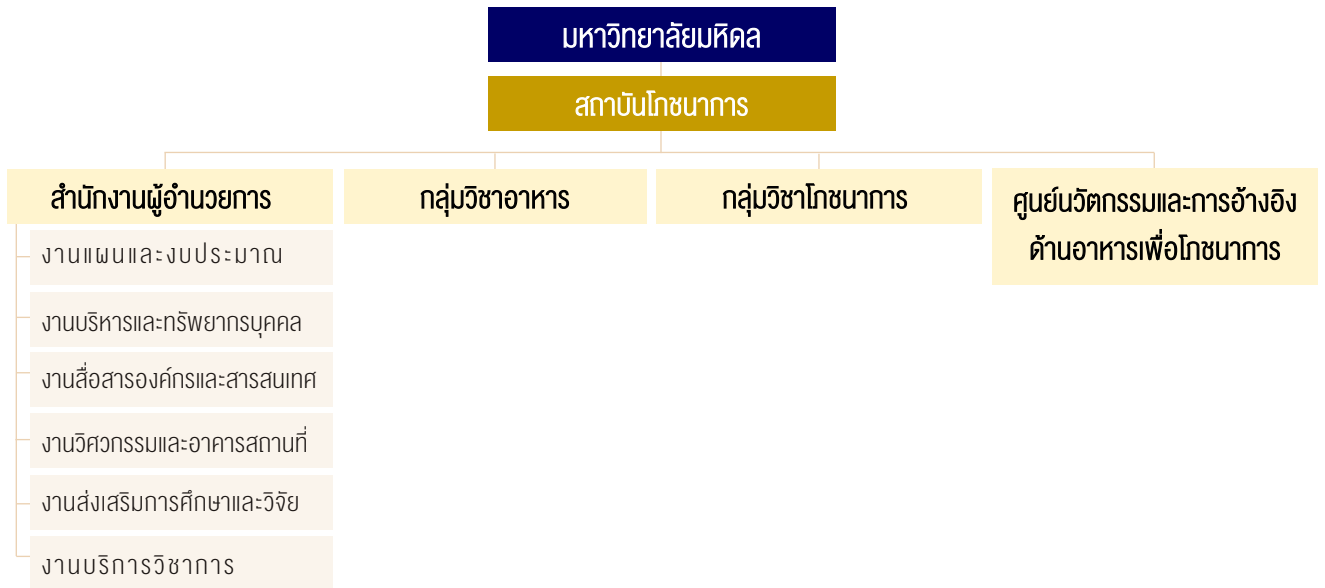 มหาวิทยาลัยมหิดล
สถาบันโภชนาการ
สำนักงานผู้อำนวยการ
กลุ่มวิชาอาหาร
กลุ่มวิชาโภชนาการ
ศูนย์นวัตกรรมและการอ้างอิง
ด้านอาหารเพื่อโภชนาการ
งานแผนและงบประมาณ
งานบริหารและทรัพยากรบุคคล
งานสื่อสารองค์กรและสารสนเทศ
งานวิศวกรรมและอาคารสถานที่
งานส่งเสริมการศึกษาและวิจัย
งานบริการวิชาการ